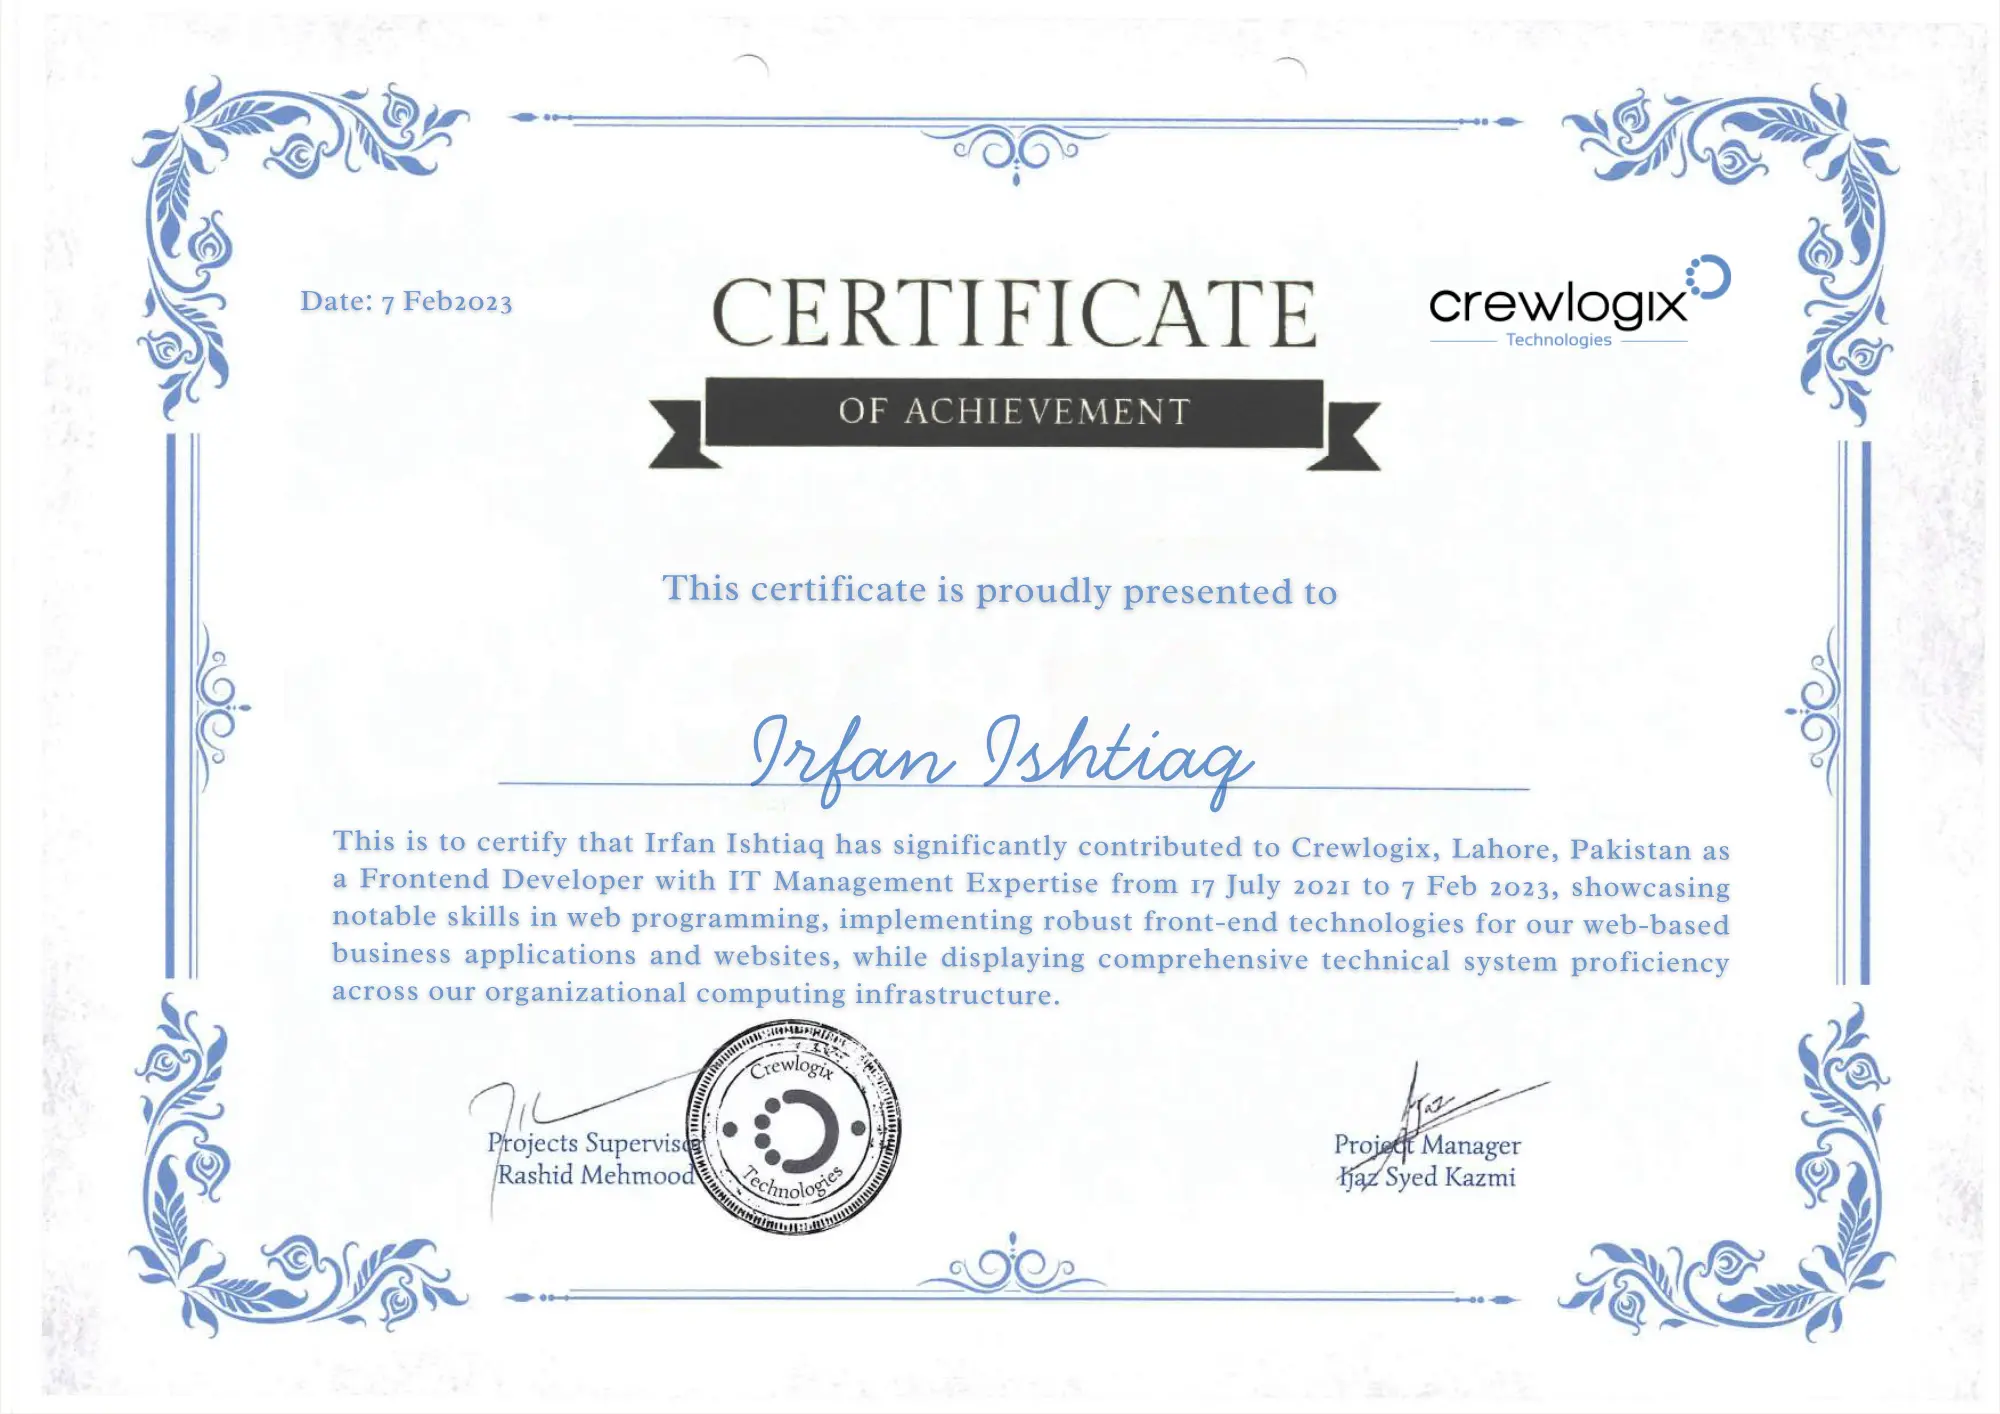 Date: 7 Feb2023
CERTIFICATE
crewlogix
Technologies
OF ACHIEVEMENT
This certificate is proudly presented to
Irfan Ishtiaq
This is to certify that Irfan Ishtiaq has significantly contributed to Crewlogix, Lahore, Pakistan as
a Frontend Developer with IT Management Expertise from 17 July 2021 to 7 Feb 2023, showcasing
notable skills in web programming, implementing robust front-end technologies for our web-based
business applications and websites, while displaying comprehensive technical system proficiency
across our organizational computing infrastructure.
Crewlogix
Technologies
Projects Supervisor
Rashid Mehmood
Ijaz
Project Manager
Ijaz Syed Kazmi